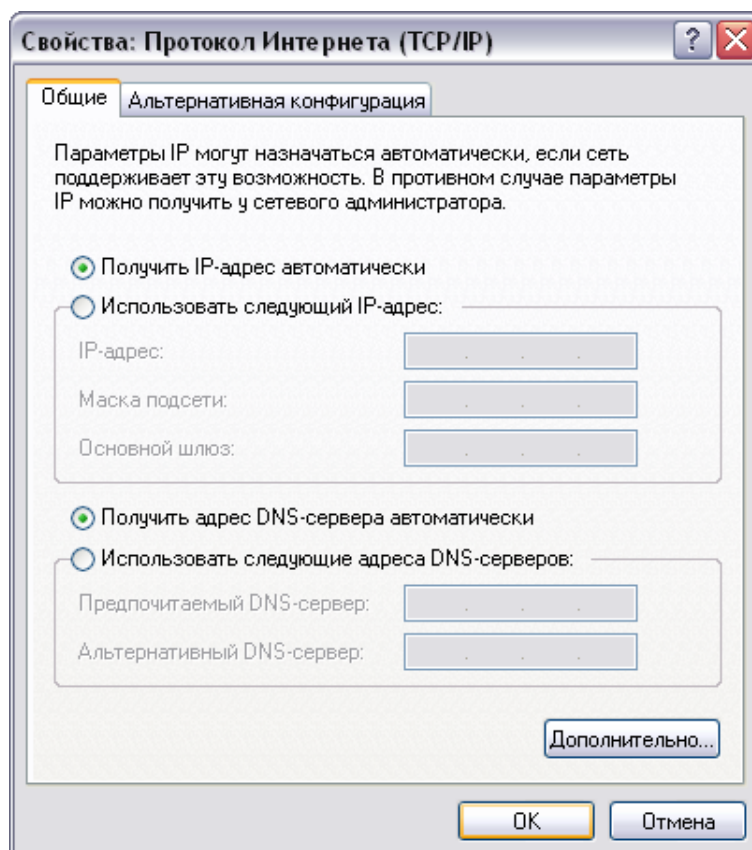 Свойства: Протокол Интернета (TCP/IP)
Общие
Альтернативная конфигурация
Параметры IP могут назначаться автоматически, если сеть
поддерживает эту возможность. В противном случае параметры
IP можно получить у сетевого администратора.
Получить IP-адрес автоматически
Использовать следующий IP-адрес:
IP-адрес:
Маска подсети:
Основной шлюз:
Получить адрес DNS-сервера автоматически
Использовать следующие адреса DNS-серверов:
Предпочитаемый DNS-сервер:
Альтернативный DNS-сервер:
Дополнительно...
OK
Отмена